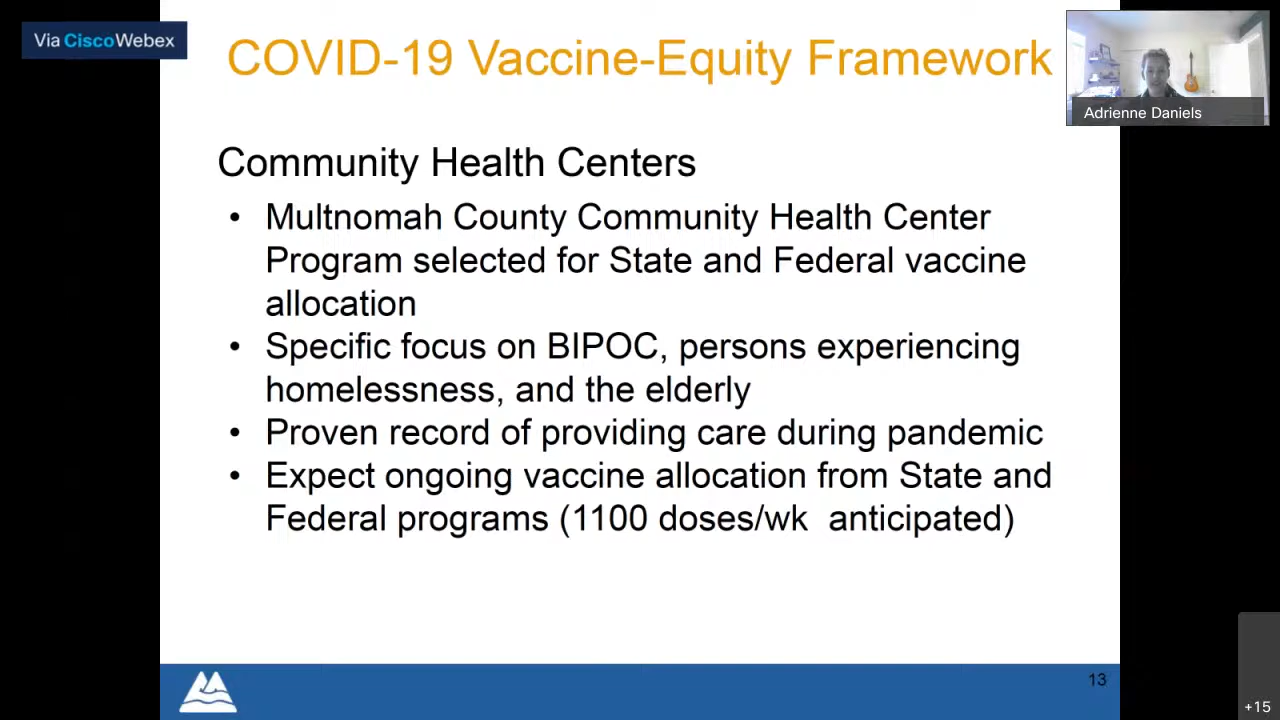 Via CiscoWebex
COVID-19 Vaccine-Equity Framework
Adrienne Daniels
Community Health Centers
• Multnomah County Community Health Center
Program selected for State and Federal vaccine
allocation
• Specific focus on BIPOC, persons experiencing
homelessness, and the elderly
• Proven record of providing care during pandemic
• Expect ongoing vaccine allocation from State and
Federal programs (1100 doses/wk  anticipated)
13
+15